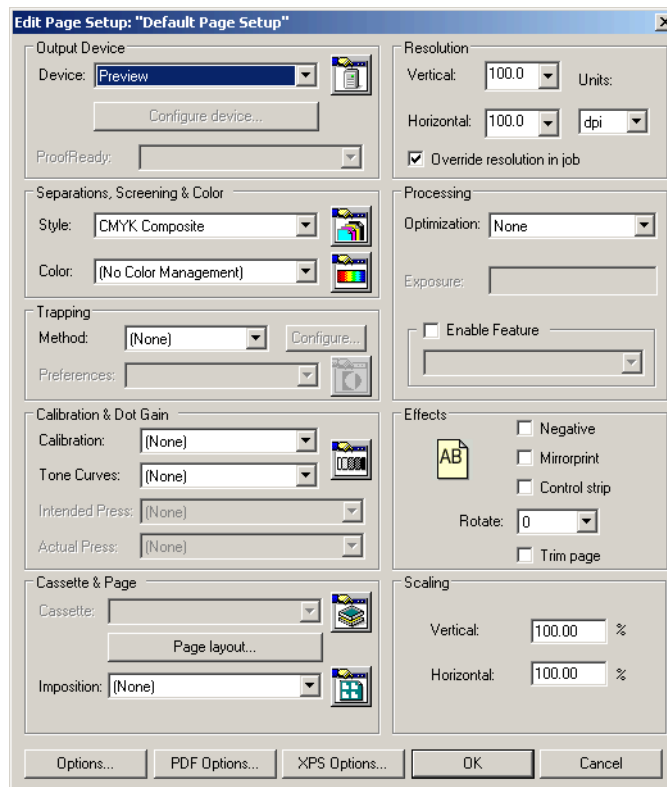 Edit Page Setup: "Default Page Setup"
Output Device
Device: Preview
Configure device...
ProofReady:
Separations, Screening & Color
Style: CMYK Composite
Color: (No Color Management)
Trapping
Method: (None) Configure...
Preferences:
Calibration & Dot Gain
Calibration: (None)
Tone Curves: (None)
Intended Press: (None)
Actual Press: (None)
Cassette & Page
Cassette:
Page layout...
Imposition: (None)
Resolution
Vertical: 100.0 Units:
Horizontal: 100.0 dpi
Override resolution in job
Processing
Optimization: None
Exposure:
Enable Feature
Effects
AB
Negative
Mirrorprint
Control strip
Rotate: 0
Trim page
Scaling
Vertical: 100.00 %
Horizontal: 100.00 %
Options... PDF Options... XPS Options... OK Cancel